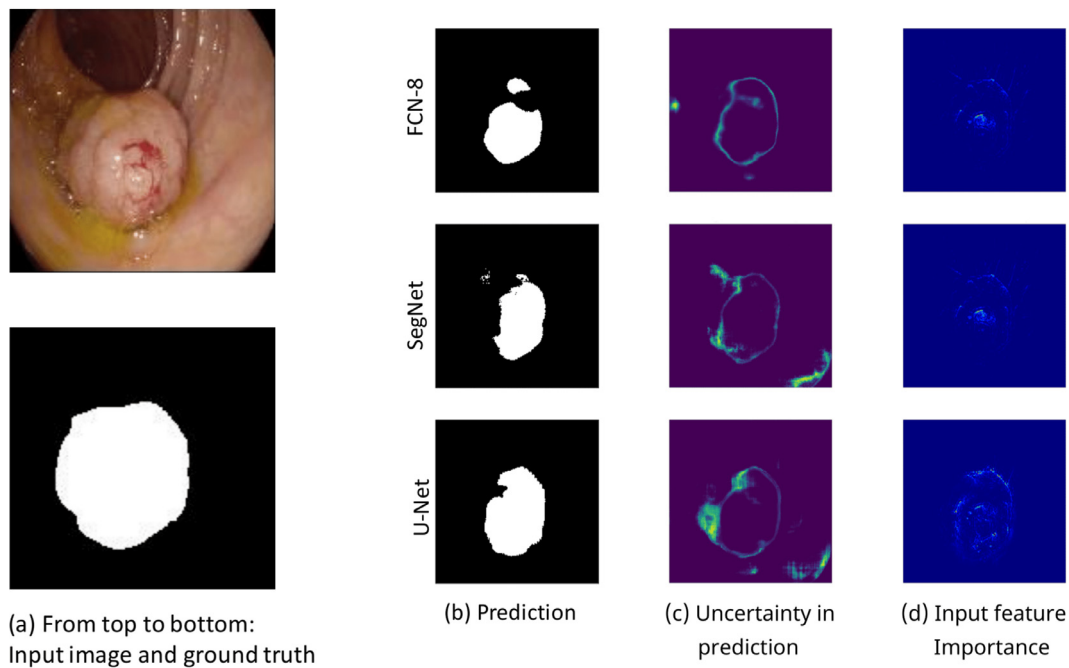 FCN-8
SegNet
U-Net
(a) From top to bottom:
Input image and ground truth
(b) Prediction
(c) Uncertainty in
prediction
(d) Input feature
Importance